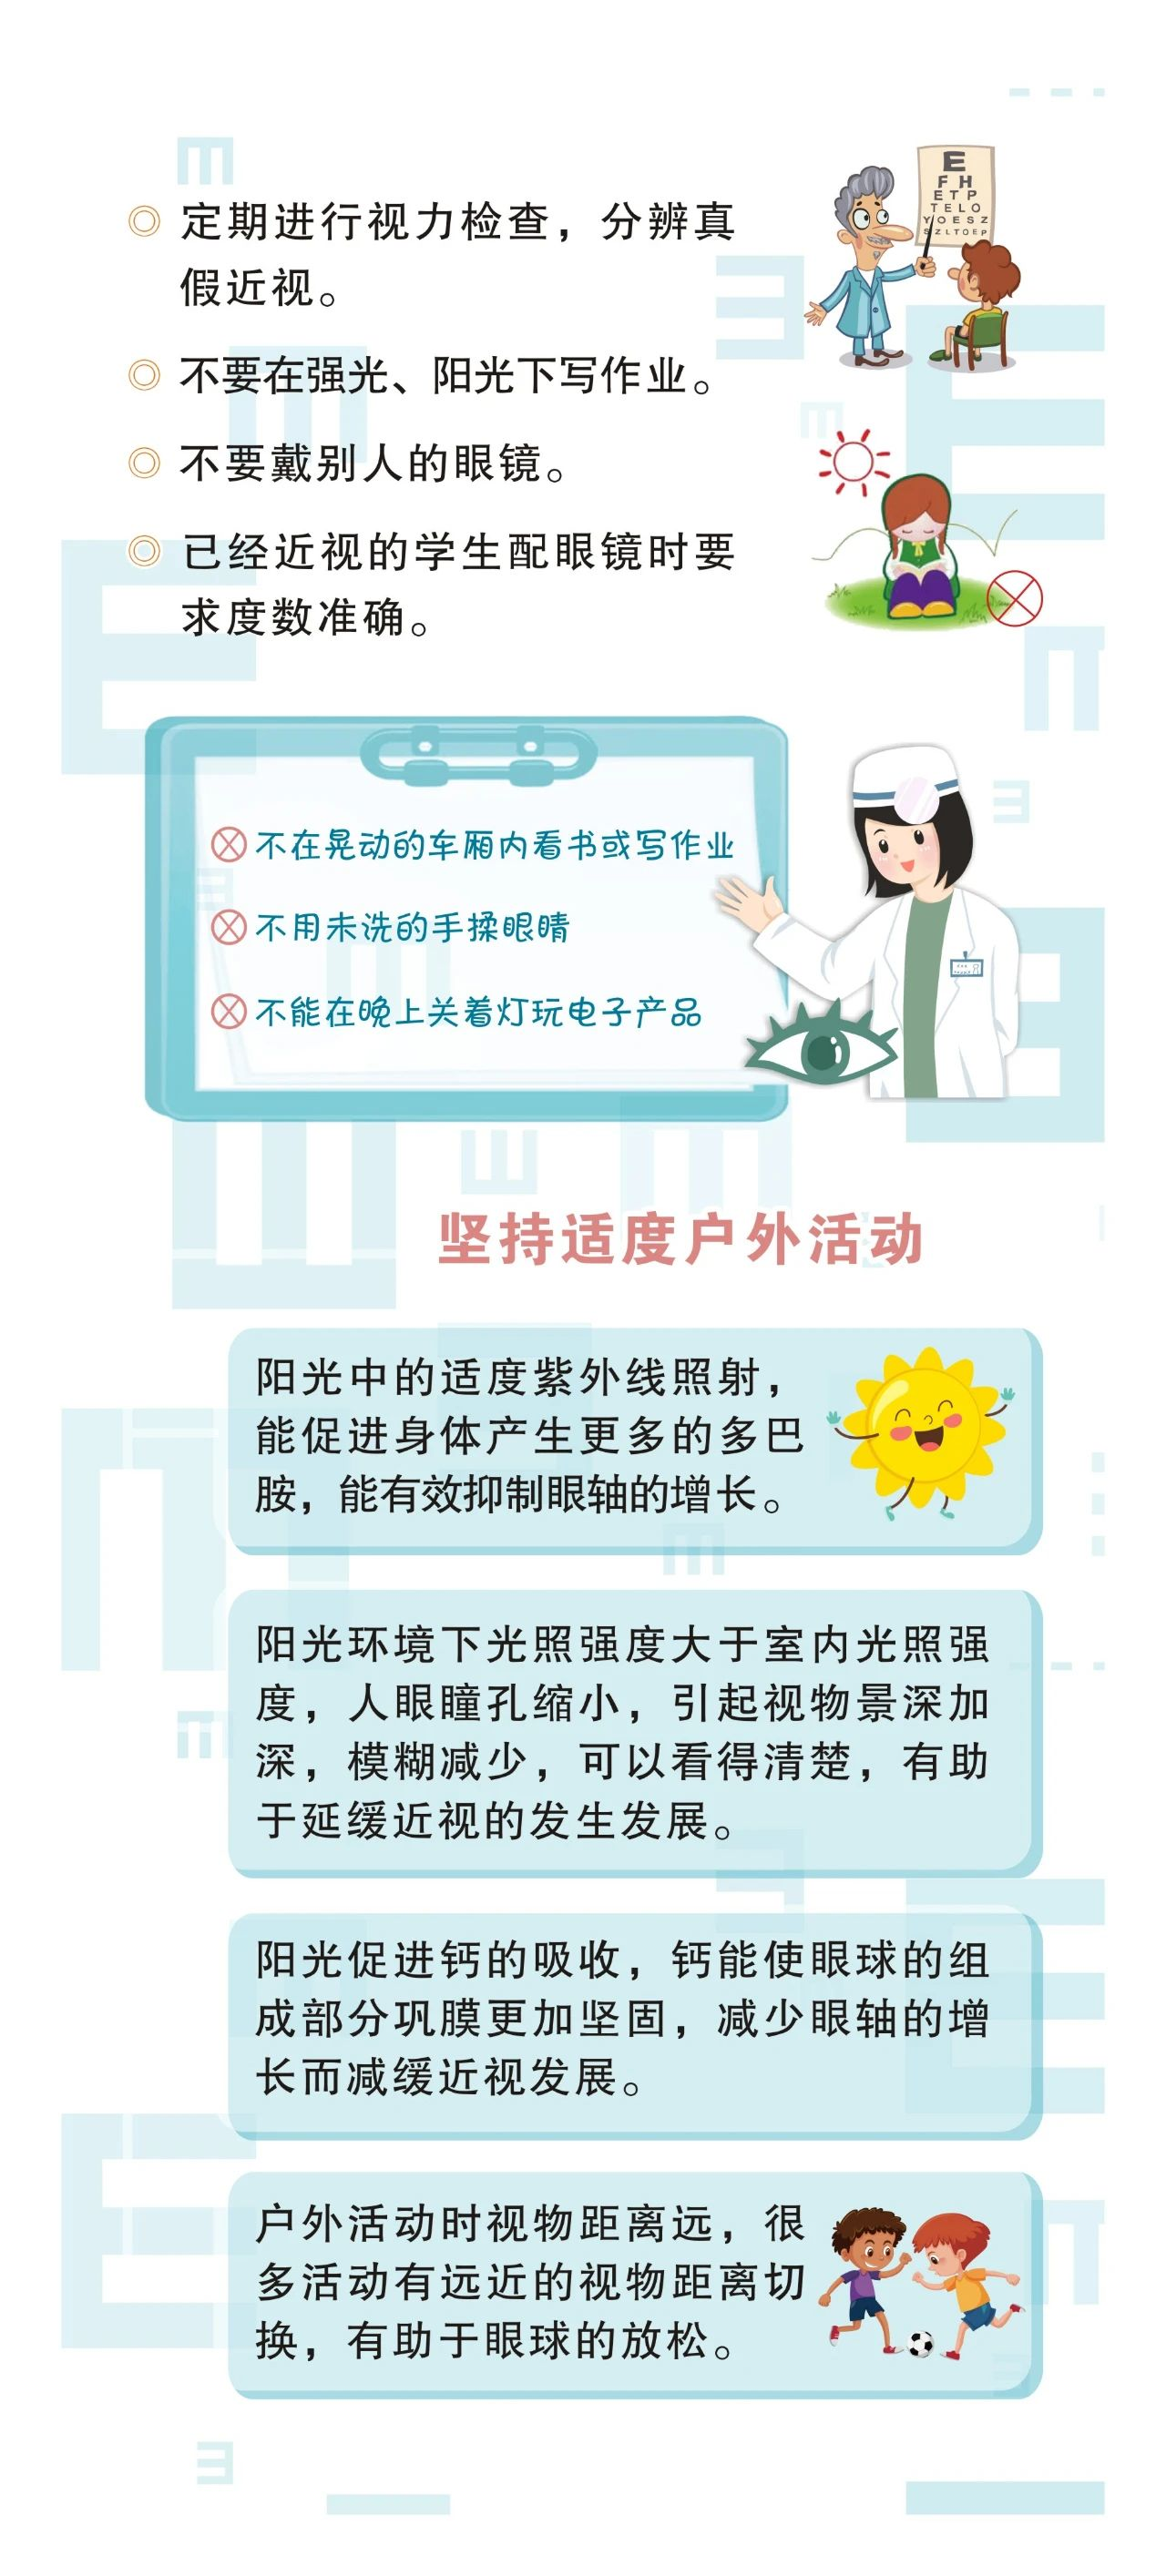 定期进行视力检查，分辨真
假近视。
不要在强光、阳光下写作业。
不要戴别人的眼镜。
已经近视的学生配眼镜时要
求度数准确。
E
F H
E T P
T E L O
Y O E S Z
S Z L T O E P
不在晃动的车厢内看书或写作业
不用未洗的手揉眼睛
不能在晚上关着灯玩电子产品
坚持适度户外活动
阳光中的适度紫外线照射，
能促进身体产生更多的多巴
胺，能有效抑制眼轴的增长。
阳光环境下光照强度大于室内光照强
度，人眼瞳孔缩小，引起视物景深加
深，模糊减少，可以看得清楚，有助
于延缓近视的发生发展。
阳光促进钙的吸收，钙能使眼球的组
成部分巩膜更加坚固，减少眼轴的增
长而减缓近视发展。
户外活动时视物距离远，很
多活动有远近的视物距离切
换，有助于眼球的放松。